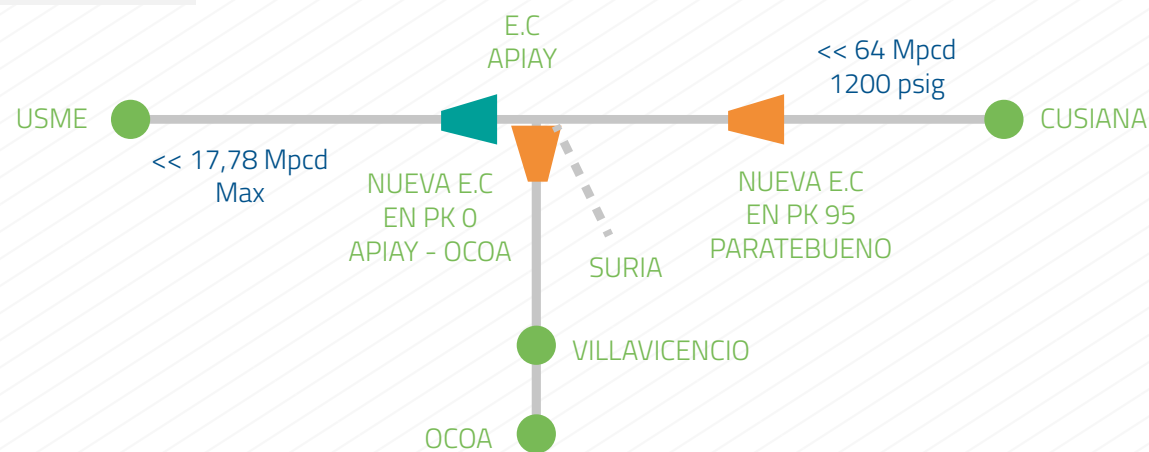 E.C
APIAY
<< 64 Mpcd
1200 psig
USME
CUSIANA
<< 17,78 Mpcd
Max
NUEVA E.C
EN PK 0
APIAY - OCOA
NUEVA E.C
EN PK 95
PARATEBUENO
SURIA
VILLAVICENCIO
OCOA